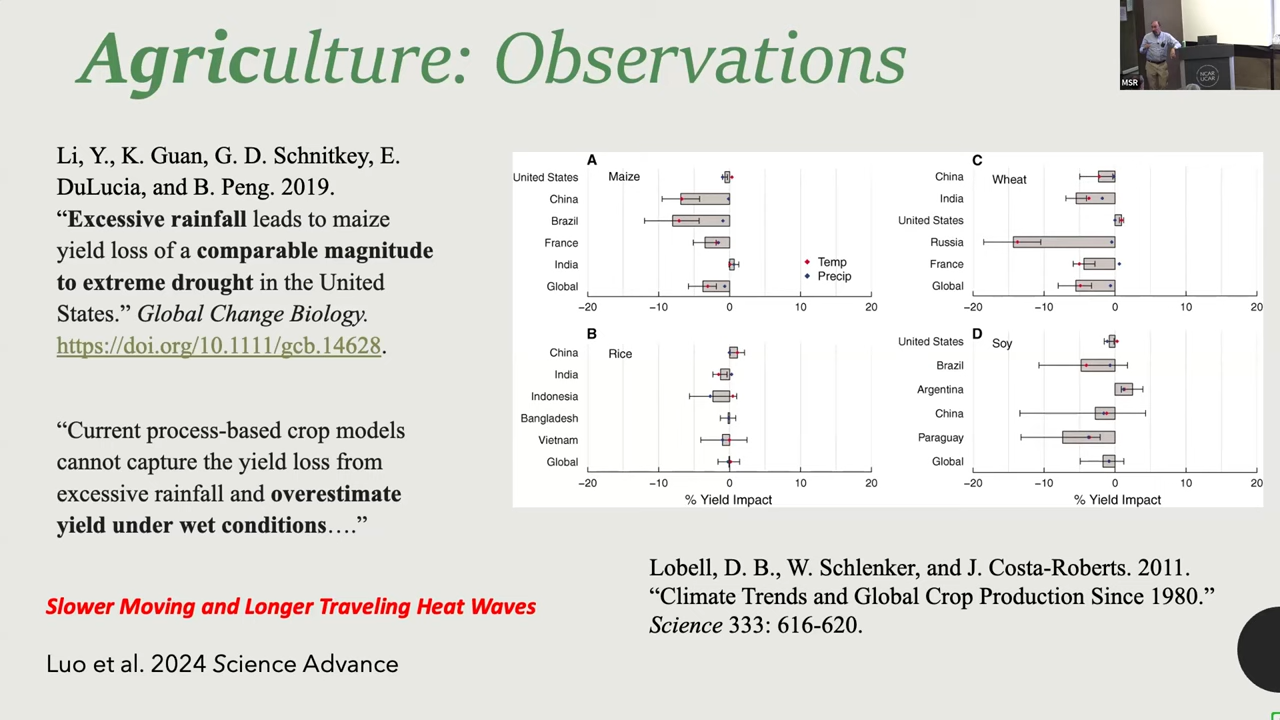 Agriculture: Observations
MSR
NCAR
UCAR
Li, Y., K. Guan, G. D. Schnitkey, E.
DuLucia, and B. Peng. 2019.
“Excessive rainfall leads to maize
yield loss of a comparable magnitude
to extreme drought in the United
States.” Global Change Biology.
https://doi.org/10.1111/gcb.14628.
“Current process-based crop models
cannot capture the yield loss from
excessive rainfall and overestimate
yield under wet conditions….”
Slower Moving and Longer Traveling Heat Waves
Luo et al. 2024 Science Advance
A
Maize
United States
China
Brazil
France
India
Global
Temp
Precip
−20 −10 0 10 20
B
Rice
China
India
Indonesia
Bangladesh
Vietnam
Global
−20 −10 0 10 20
% Yield Impact
C
Wheat
China
India
United States
Russia
France
Global
−20 −10 0 10 20
D
Soy
United States
Brazil
Argentina
China
Paraguay
Global
−20 −10 0 10 20
% Yield Impact
Lobell, D. B., W. Schlenker, and J. Costa-Roberts. 2011.
“Climate Trends and Global Crop Production Since 1980.”
Science 333: 616-620.